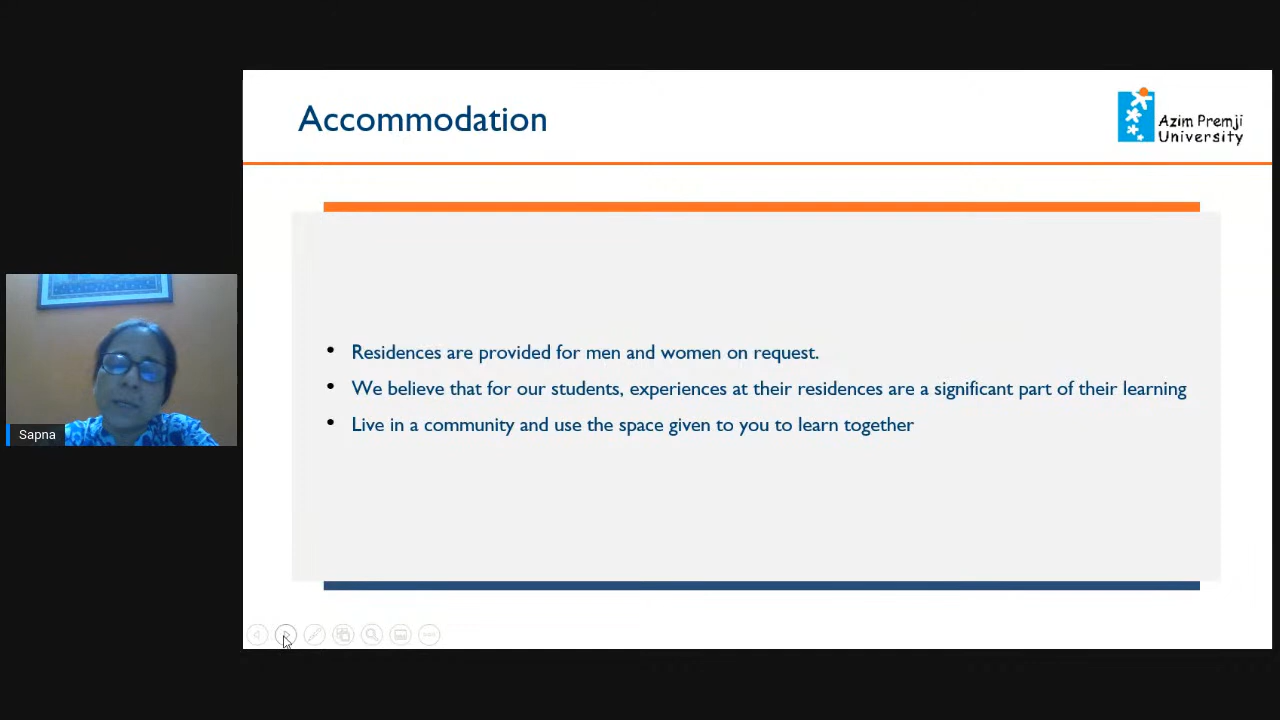 Accommodation
Azim Premji
University
• Residences are provided for men and women on request.
• We believe that for our students, experiences at their residences are a significant part of their learning
• Live in a community and use the space given to you to learn together
Sapna